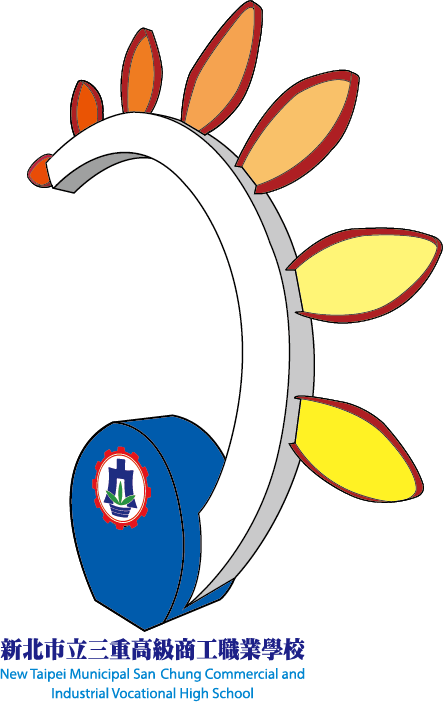 新北市立三重高級商工職業學校
New Taipei Municipal San Chung Commercial and
Industrial Vocational High School